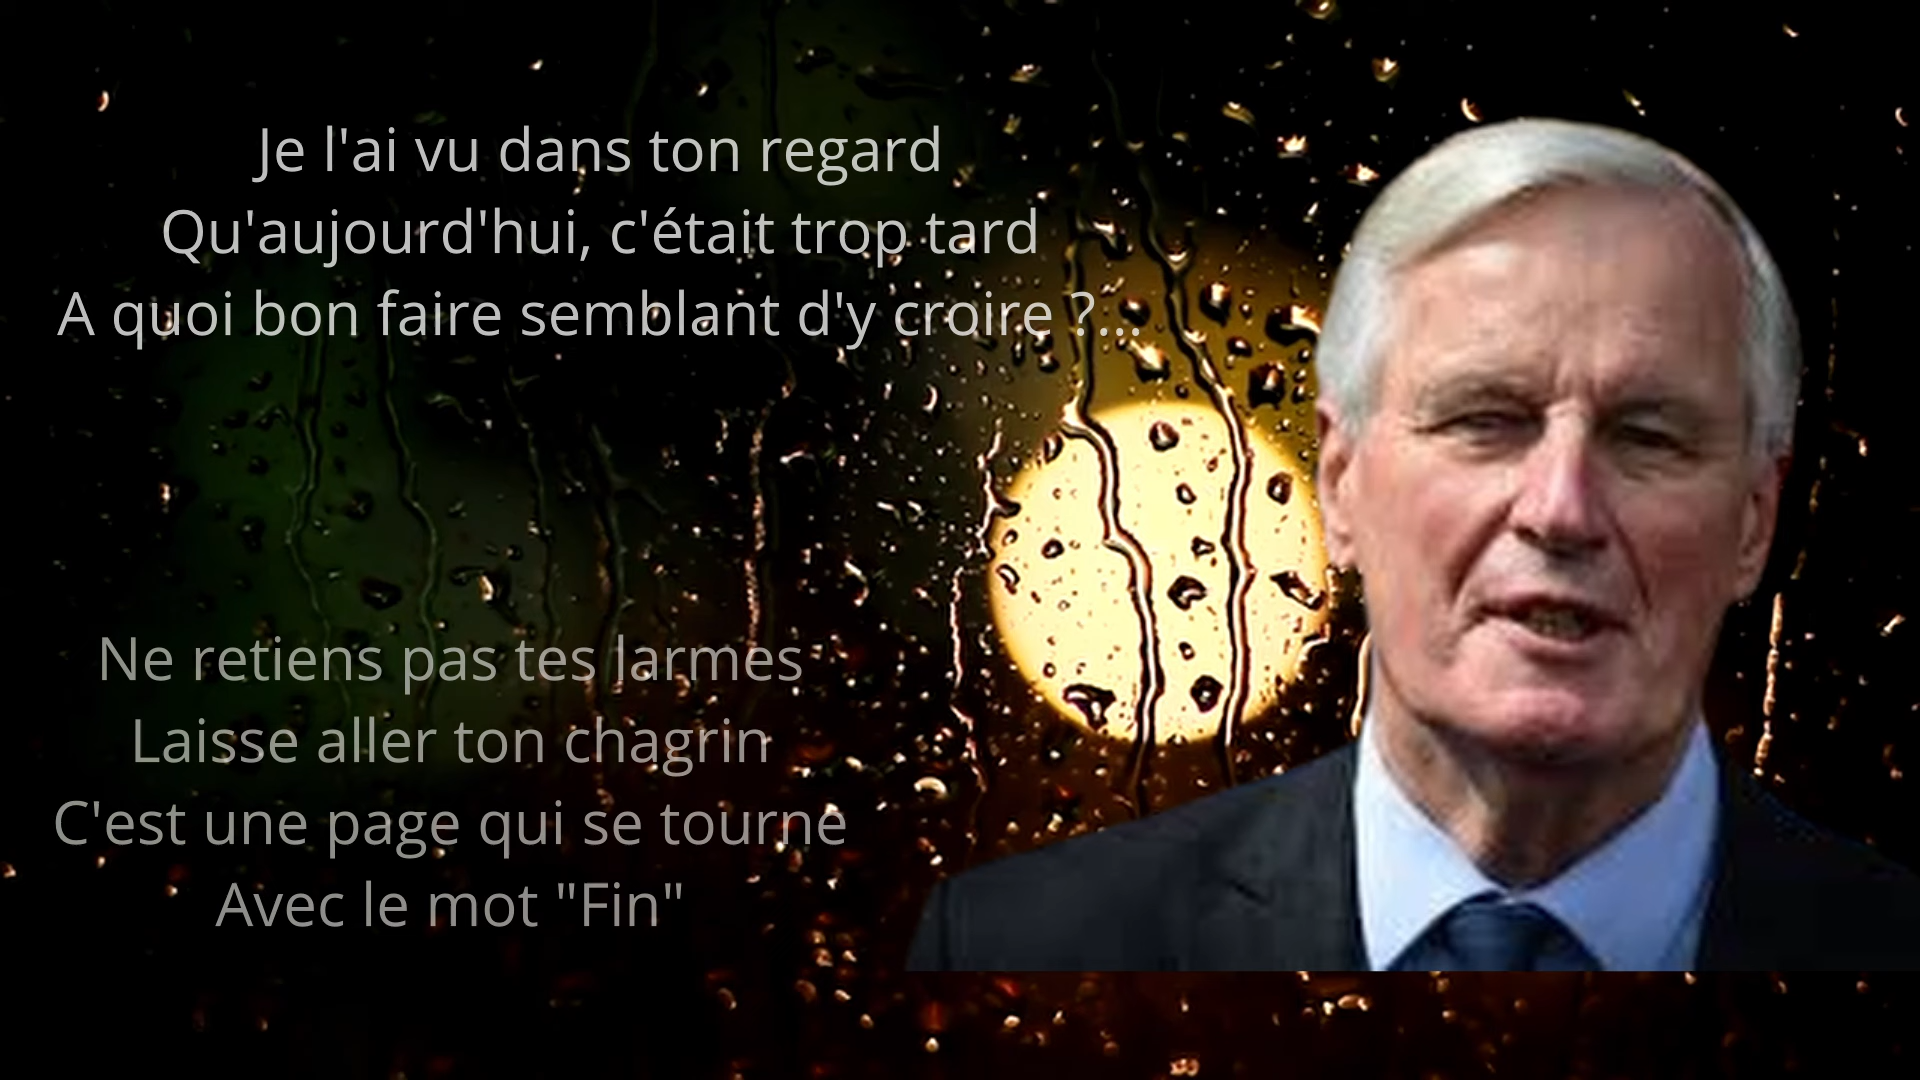 Je l'ai vu dans ton regard
Qu'aujourd'hui, c'était trop tard
A quoi bon faire semblant d'y croire ?...
Ne retiens pas tes larmes
Laisse aller ton chagrin
C'est une page qui se tourne
Avec le mot "Fin"